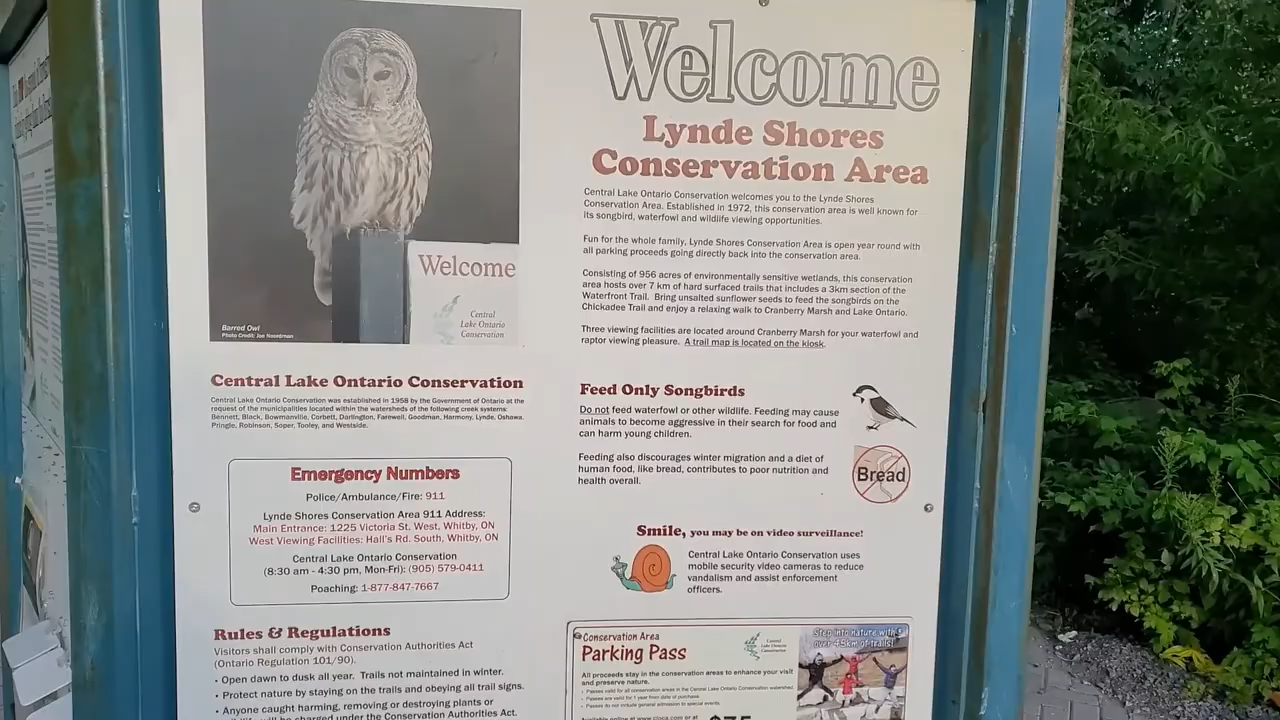 Welcome
Central
Lake Ontario
Conservation
Barred Owl
Photo Credit: Joe Noordman
Central Lake Ontario Conservation
Central Lake Ontario Conservation was established in 1958 by the Government of Ontario at the
request of the municipalities located within the watersheds of the following creek systems:
Bennett, Black, Bowmanville, Corbett, Darlington, Farewell, Goodman, Harmony, Lynde, Oshawa,
Pringle, Robinson, Soper, Tooley, and Westside.
Emergency Numbers
Police/Ambulance/Fire: 911
Lynde Shores Conservation Area 911 Address:
Main Entrance: 1225 Victoria St. West, Whitby, ON
West Viewing Facilities: Hall's Rd. South, Whitby, ON
Central Lake Ontario Conservation
(8:30 am - 4:30 pm, Mon-Fri): (905) 579-0411
Poaching: 1-877-847-7667
Rules & Regulations
Visitors shall comply with Conservation Authorities Act
(Ontario Regulation 101/90).
• Open dawn to dusk all year. Trails not maintained in winter.
• Protect nature by staying on the trails and obeying all trail signs.
• Anyone caught harming, removing or destroying plants or
will be charged under the Conservation Authorities Act.
Welcome
Lynde Shores
Conservation Area
Central Lake Ontario Conservation welcomes you to the Lynde Shores
Conservation Area. Established in 1972, this conservation area is well known for
its songbird, waterfowl and wildlife viewing opportunities.
Fun for the whole family, Lynde Shores Conservation Area is open year round with
all parking proceeds going directly back into the conservation area.
Consisting of 956 acres of environmentally sensitive wetlands, this conservation
area hosts over 7 km of hard surfaced trails that includes a 3km section of the
Waterfront Trail. Bring unsalted sunflower seeds to feed the songbirds on the
Chickadee Trail and enjoy a relaxing walk to Cranberry Marsh and Lake Ontario.
Three viewing facilities are located around Cranberry Marsh for your waterfowl and
raptor viewing pleasure. A trail map is located on the kiosk.
Feed Only Songbirds
Do not feed waterfowl or other wildlife. Feeding may cause
animals to become aggressive in their search for food and
can harm young children.
Feeding also discourages winter migration and a diet of
human food, like bread, contributes to poor nutrition and
health overall.
Bread
Smile, you may be on video surveillance!
Central Lake Ontario Conservation uses
mobile security video cameras to reduce
vandalism and assist enforcement
officers.
Conservation Area
Parking Pass
Central
Lake Ontario
Conservation
All proceeds stay in the conservation areas to enhance your visit
and preserve nature.
• Passes valid for all conservation areas in the Central Lake Ontario Conservation watershed.
• Passes are valid for 1 year from date of purchase.
• Passes do not include general admission to special events.
Available online at www.cloca.com or at
$75
Step into nature with
over 45km of trails!